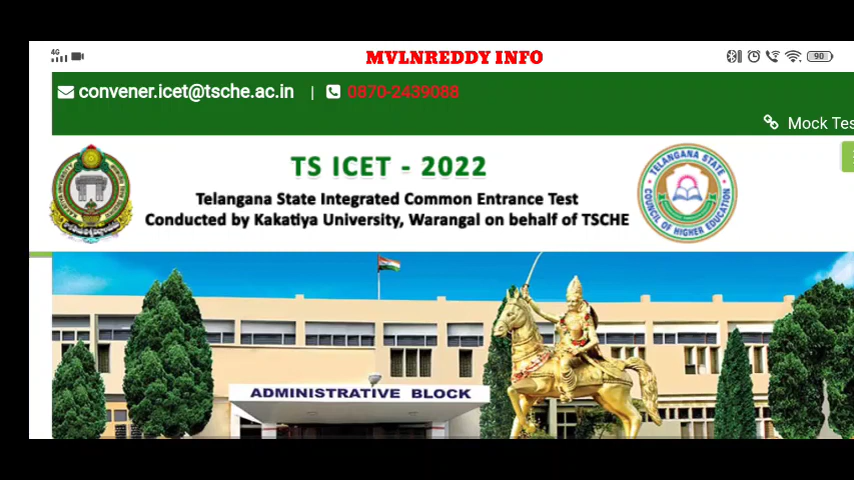 4G
MVLNREDDY INFO
90
convener.icet@tsche.ac.in | 0870-2439088
Mock Tes
TS ICET - 2022
Telangana State Integrated Common Entrance Test
Conducted by Kakatiya University, Warangal on behalf of TSCHE
TELANGANA STATE
COUNCIL OF HIGHER EDUCATION
ADMINISTRATIVE BLOCK